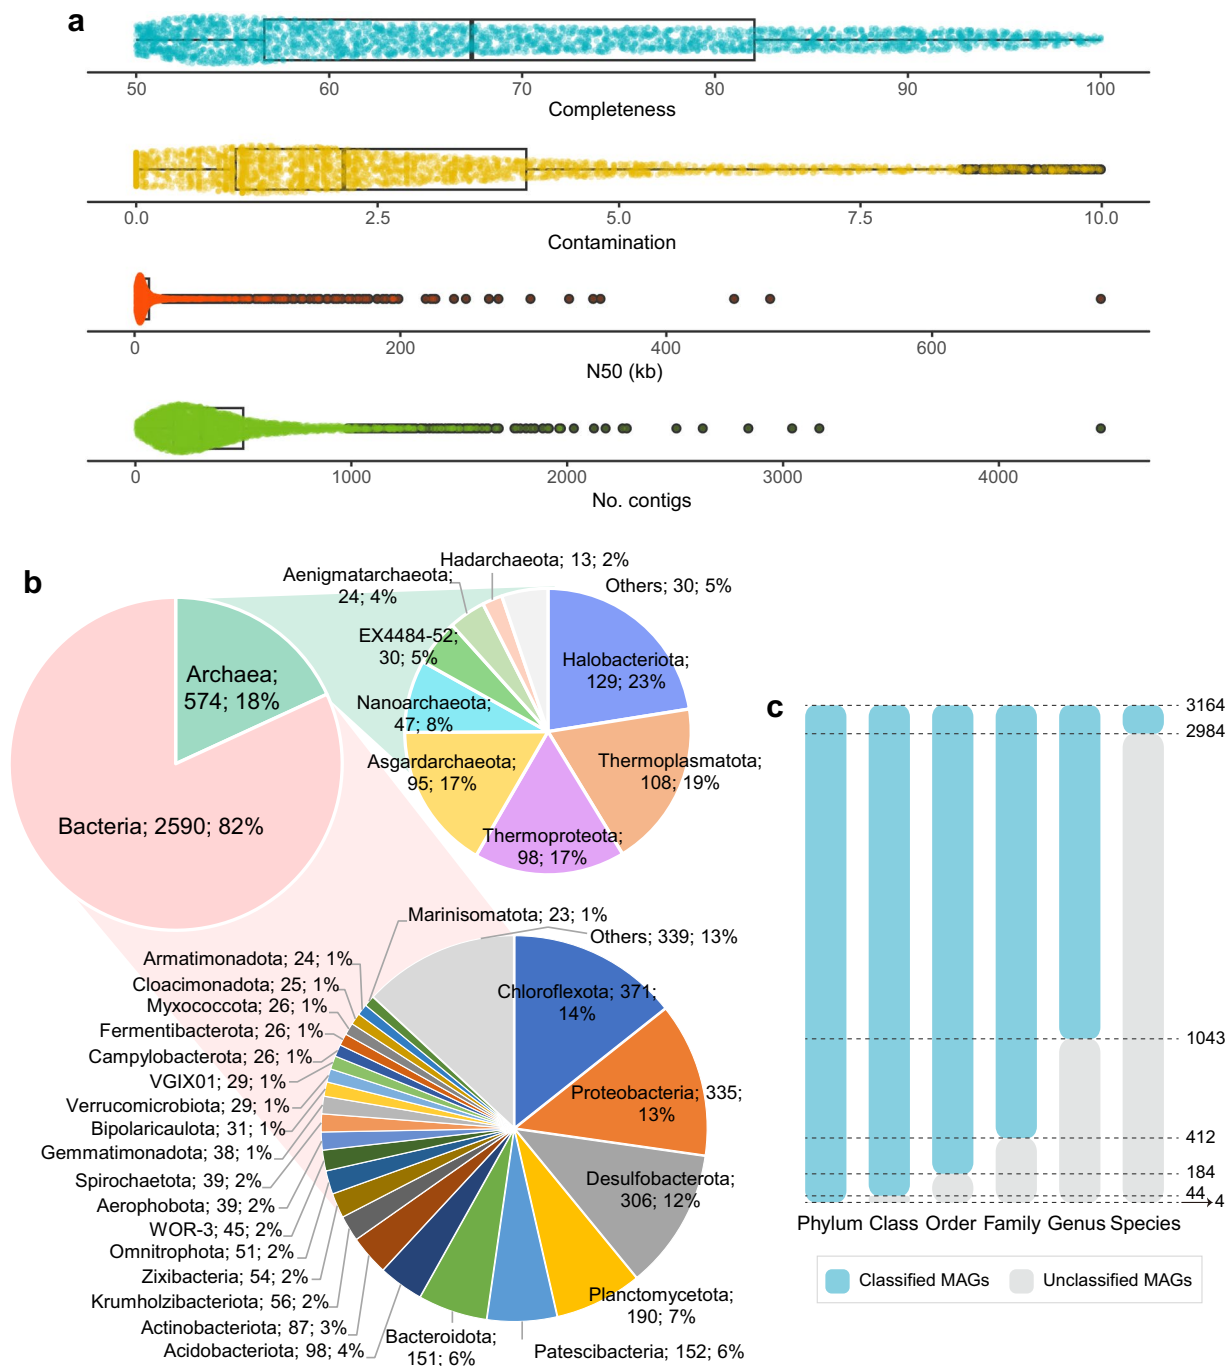 a
50 60 70 80 90 100
Completeness
0.0 2.5 5.0 7.5 10.0
Contamination
0 200 400 600
N50 (kb)
0 1000 2000 3000 4000
No. contigs
b
Archaea;
574; 18%
Bacteria; 2590; 82%
Hadarchaeota; 13; 2%
Aenigmatarchaeota;
24; 4%
Others; 30; 5%
EX4484-52;
30; 5%
Halobacteriota;
129; 23%
Nanoarchaeota;
47; 8%
Asgardarchaeota;
95; 17%
Thermoplasmatota;
108; 19%
Thermoproteota;
98; 17%
Marinisomatota; 23; 1%
Others; 339; 13%
Armatimonadota; 24; 1%
Cloacimonadota; 25; 1%
Myxococcota; 26; 1%
Fermentibacterota; 26; 1%
Campylobacterota; 26; 1%
VGIX01; 29; 1%
Verrucomicrobiota; 29; 1%
Bipolaricaulota; 31; 1%
Gemmatimonadota; 38; 1%
Spirochaetota; 39; 2%
Aerophobota; 39; 2%
WOR-3; 45; 2%
Omnitrophota; 51; 2%
Zixibacteria; 54; 2%
Krumholzibacteriota; 56; 2%
Actinobacteriota; 87; 3%
Acidobacteriota; 98; 4%
Bacteroidota;
151; 6%
Patescibacteria; 152; 6%
Planctomycetota;
190; 7%
Desulfobacterota;
306; 12%
Proteobacteria; 335;
13%
Chloroflexota; 371;
14%
c
3164
2984
1043
412
184
44
4
Phylum Class Order Family Genus Species
Classified MAGs
Unclassified MAGs